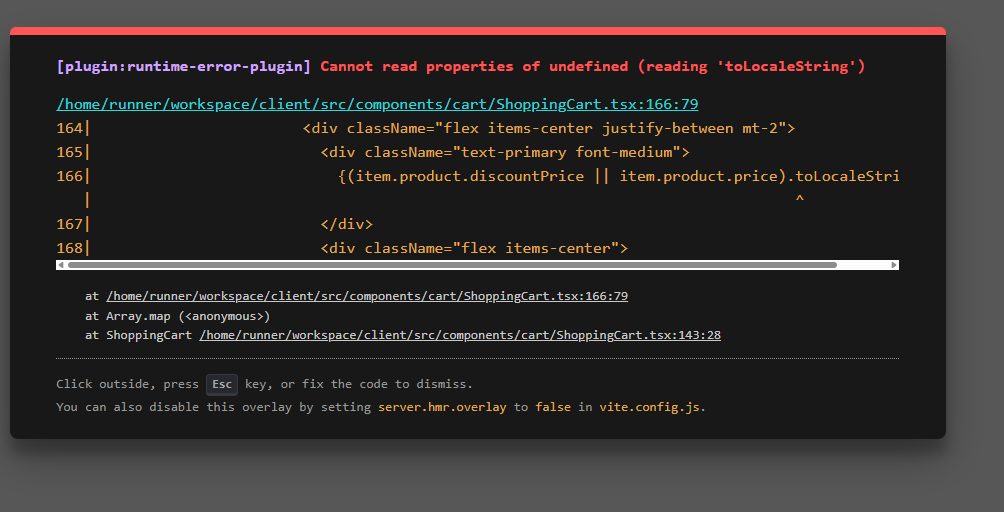 [plugin:runtime-error-plugin] Cannot read properties of undefined (reading 'toLocaleString')
/home/runner/workspace/client/src/components/cart/ShoppingCart.tsx:166:79
164|                        <div className="flex items-center justify-between mt-2">
165|                          <div className="text-primary font-medium">
166|                            {(item.product.discountPrice || item.product.price).toLocaleStri
   |                                                                                ^
167|                          </div>
168|                          <div className="flex items-center">
at /home/runner/workspace/client/src/components/cart/ShoppingCart.tsx:166:79
at Array.map (<anonymous>)
at ShoppingCart /home/runner/workspace/client/src/components/cart/ShoppingCart.tsx:143:28
Click outside, press Esc key, or fix the code to dismiss.
You can also disable this overlay by setting server.hmr.overlay to false in vite.config.js.